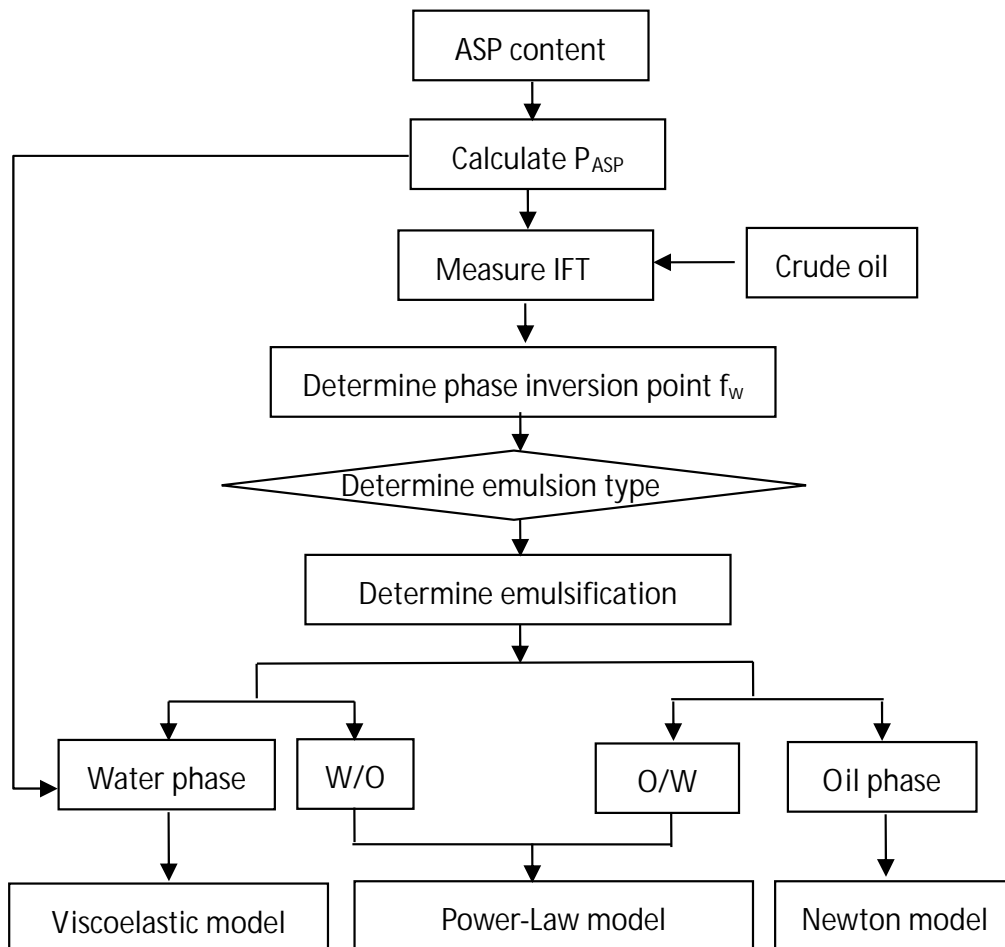 ASP content
Calculate P_ASP
Measure IFT
Crude oil
Determine phase inversion point f_w
Determine emulsion type
Determine emulsification
Water phase
W/O
O/W
Oil phase
Viscoelastic model
Power-Law model
Newton model